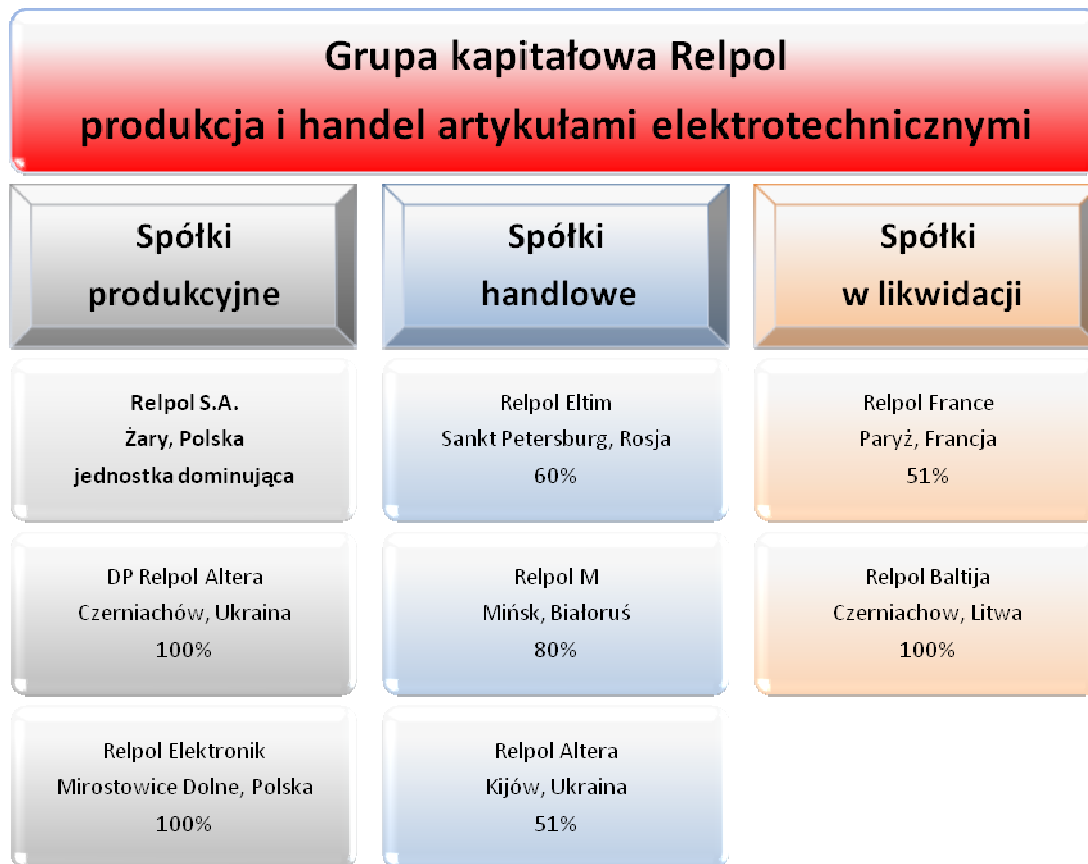 Grupa kapitałowa Relpol
produkcja i handel artykułami elektrotechnicznymi
Spółki
produkcyjne
Spółki
handlowe
Spółki
w likwidacji
Relpol S.A.
Żary, Polska
jednostka dominująca
Relpol Eltim
Sankt Petersburg, Rosja
60%
Relpol France
Paryż, Francja
51%
DP Relpol Altera
Czerniachów, Ukraina
100%
Relpol M
Mińsk, Białoruś
80%
Relpol Baltija
Czerniachow, Litwa
100%
Relpol Elektronik
Mirostowice Dolne, Polska
100%
Relpol Altera
Kijów, Ukraina
51%